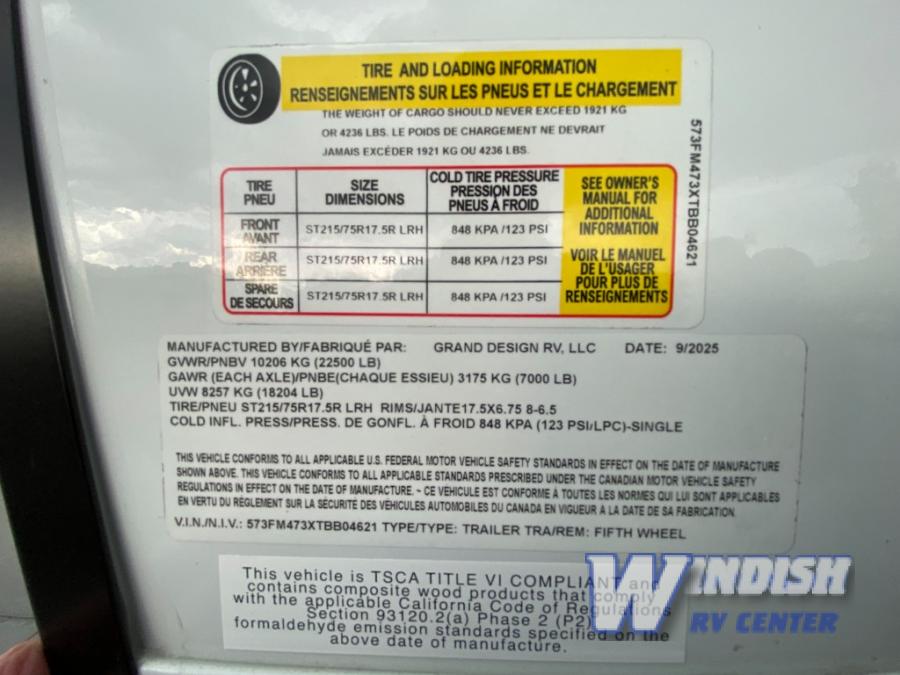 TIRE AND LOADING INFORMATION
RENSEIGNEMENTS SUR LES PNEUS ET LE CHARGEMENT
THE WEIGHT OF CARGO SHOULD NEVER EXCEED 1921 KG
OR 4236 LBS. LE POIDS DE CHARGEMENT NE DEVRAIT
JAMAIS EXCÉDER 1921 KG OU 4236 LBS.
TIRE
PNEU
SIZE
DIMENSIONS
COLD TIRE PRESSURE
PRESSION DES
PNEUS À FROID
FRONT
AVANT
ST215/75R17.5R LRH
848 KPA /123 PSI
REAR
ARRIÈRE
ST215/75R17.5R LRH
848 KPA /123 PSI
SPARE
DE SECOURS
ST215/75R17.5R LRH
848 KPA /123 PSI
SEE OWNER'S
MANUAL FOR
ADDITIONAL
INFORMATION
VOIR LE MANUEL
DE L'USAGER
POUR PLUS DE
RENSEIGNEMENTS
573FM473XTBB04621
MANUFACTURED BY/FABRIQUÉ PAR: GRAND DESIGN RV, LLC DATE: 9/2025
GVWR/PNBV 10206 KG (22500 LB)
GAWR (EACH AXLE)/PNBE(CHAQUE ESSIEU) 3175 KG (7000 LB)
UVW 8257 KG (18204 LB)
TIRE/PNEU ST215/75R17.5R LRH RIMS/JANTE17.5X6.75 8-6.5
COLD INFL. PRESS/PRESS. DE GONFL. À FROID 848 KPA (123 PSI/LPC)-SINGLE
THIS VEHICLE CONFORMS TO ALL APPLICABLE U.S. FEDERAL MOTOR VEHICLE SAFETY STANDARDS IN EFFECT ON THE DATE OF MANUFACTURE
SHOWN ABOVE. THIS VEHICLE CONFORMS TO ALL APPLICABLE STANDARDS PRESCRIBED UNDER THE CANADIAN MOTOR VEHICLE SAFETY
REGULATIONS IN EFFECT ON THE DATE OF MANUFACTURE. - CE VÉHICULE EST CONFORME À TOUTES LES NORMES QUI LUI SONT APPLICABLES
EN VERTU DU RÈGLEMENT SUR LA SÉCURITÉ DES VÉHICULES AUTOMOBILES DU CANADA EN VIGUEUR À LA DATE DE SA FABRICATION.
V.I.N./N.I.V.: 573FM473XTBB04621 TYPE/TYPE: TRAILER TRA/REM: FIFTH WHEEL
This vehicle is TSCA TITLE VI COMPLIANT and
contains composite wood products that comply
with the applicable California Code of Regulations
Section 93120.2(a) Phase 2 (P2)
formaldehyde emission standards specified on the
above date of manufacture.
WINDISH
RV CENTER